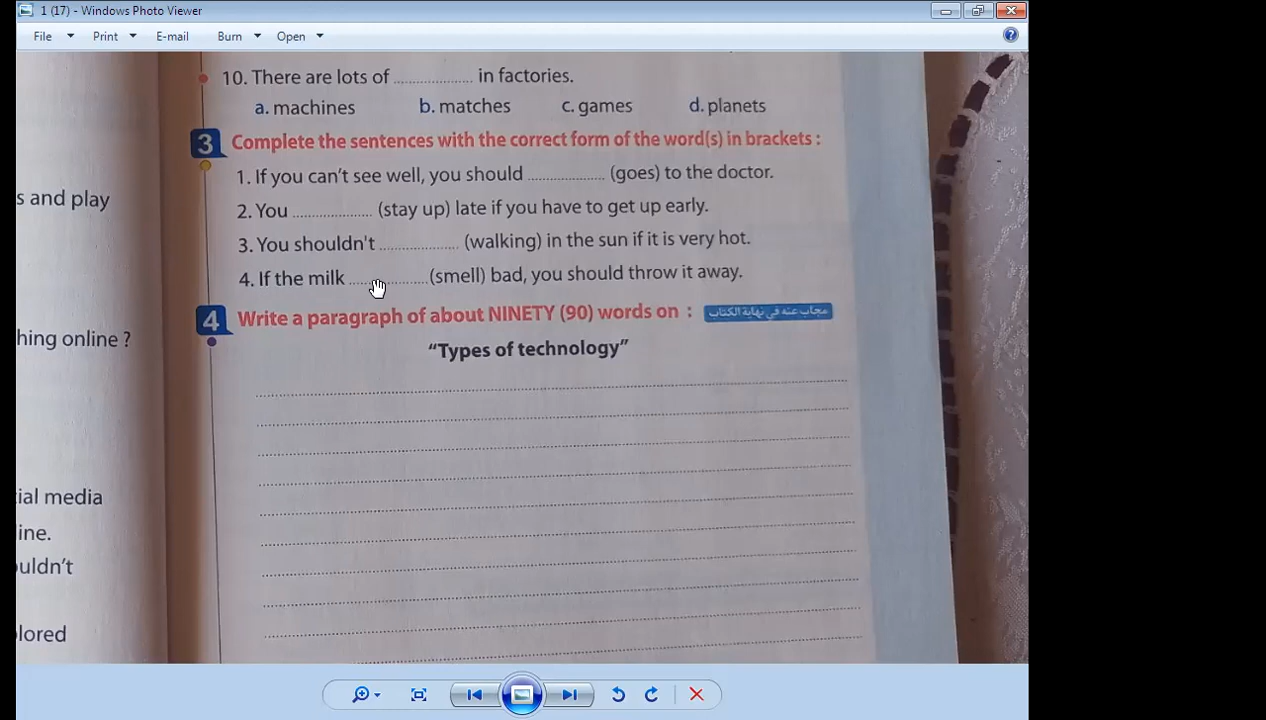 1 (17) - Windows Photo Viewer
File Print E-mail Burn Open
10. There are lots of .................. in factories.
a. machines b. matches c. games d. planets
3 Complete the sentences with the correct form of the word(s) in brackets :
1. If you can't see well, you should .................. (goes) to the doctor.
2. You .................. (stay up) late if you have to get up early.
3. You shouldn't .................. (walking) in the sun if it is very hot.
4. If the milk .................. (smell) bad, you should throw it away.
4 Write a paragraph of about NINETY (90) words on : مجاب عنه في نهاية الكتاب
"Types of technology"
s and play
hing online ?
ial media
ine.
uldn't
lored